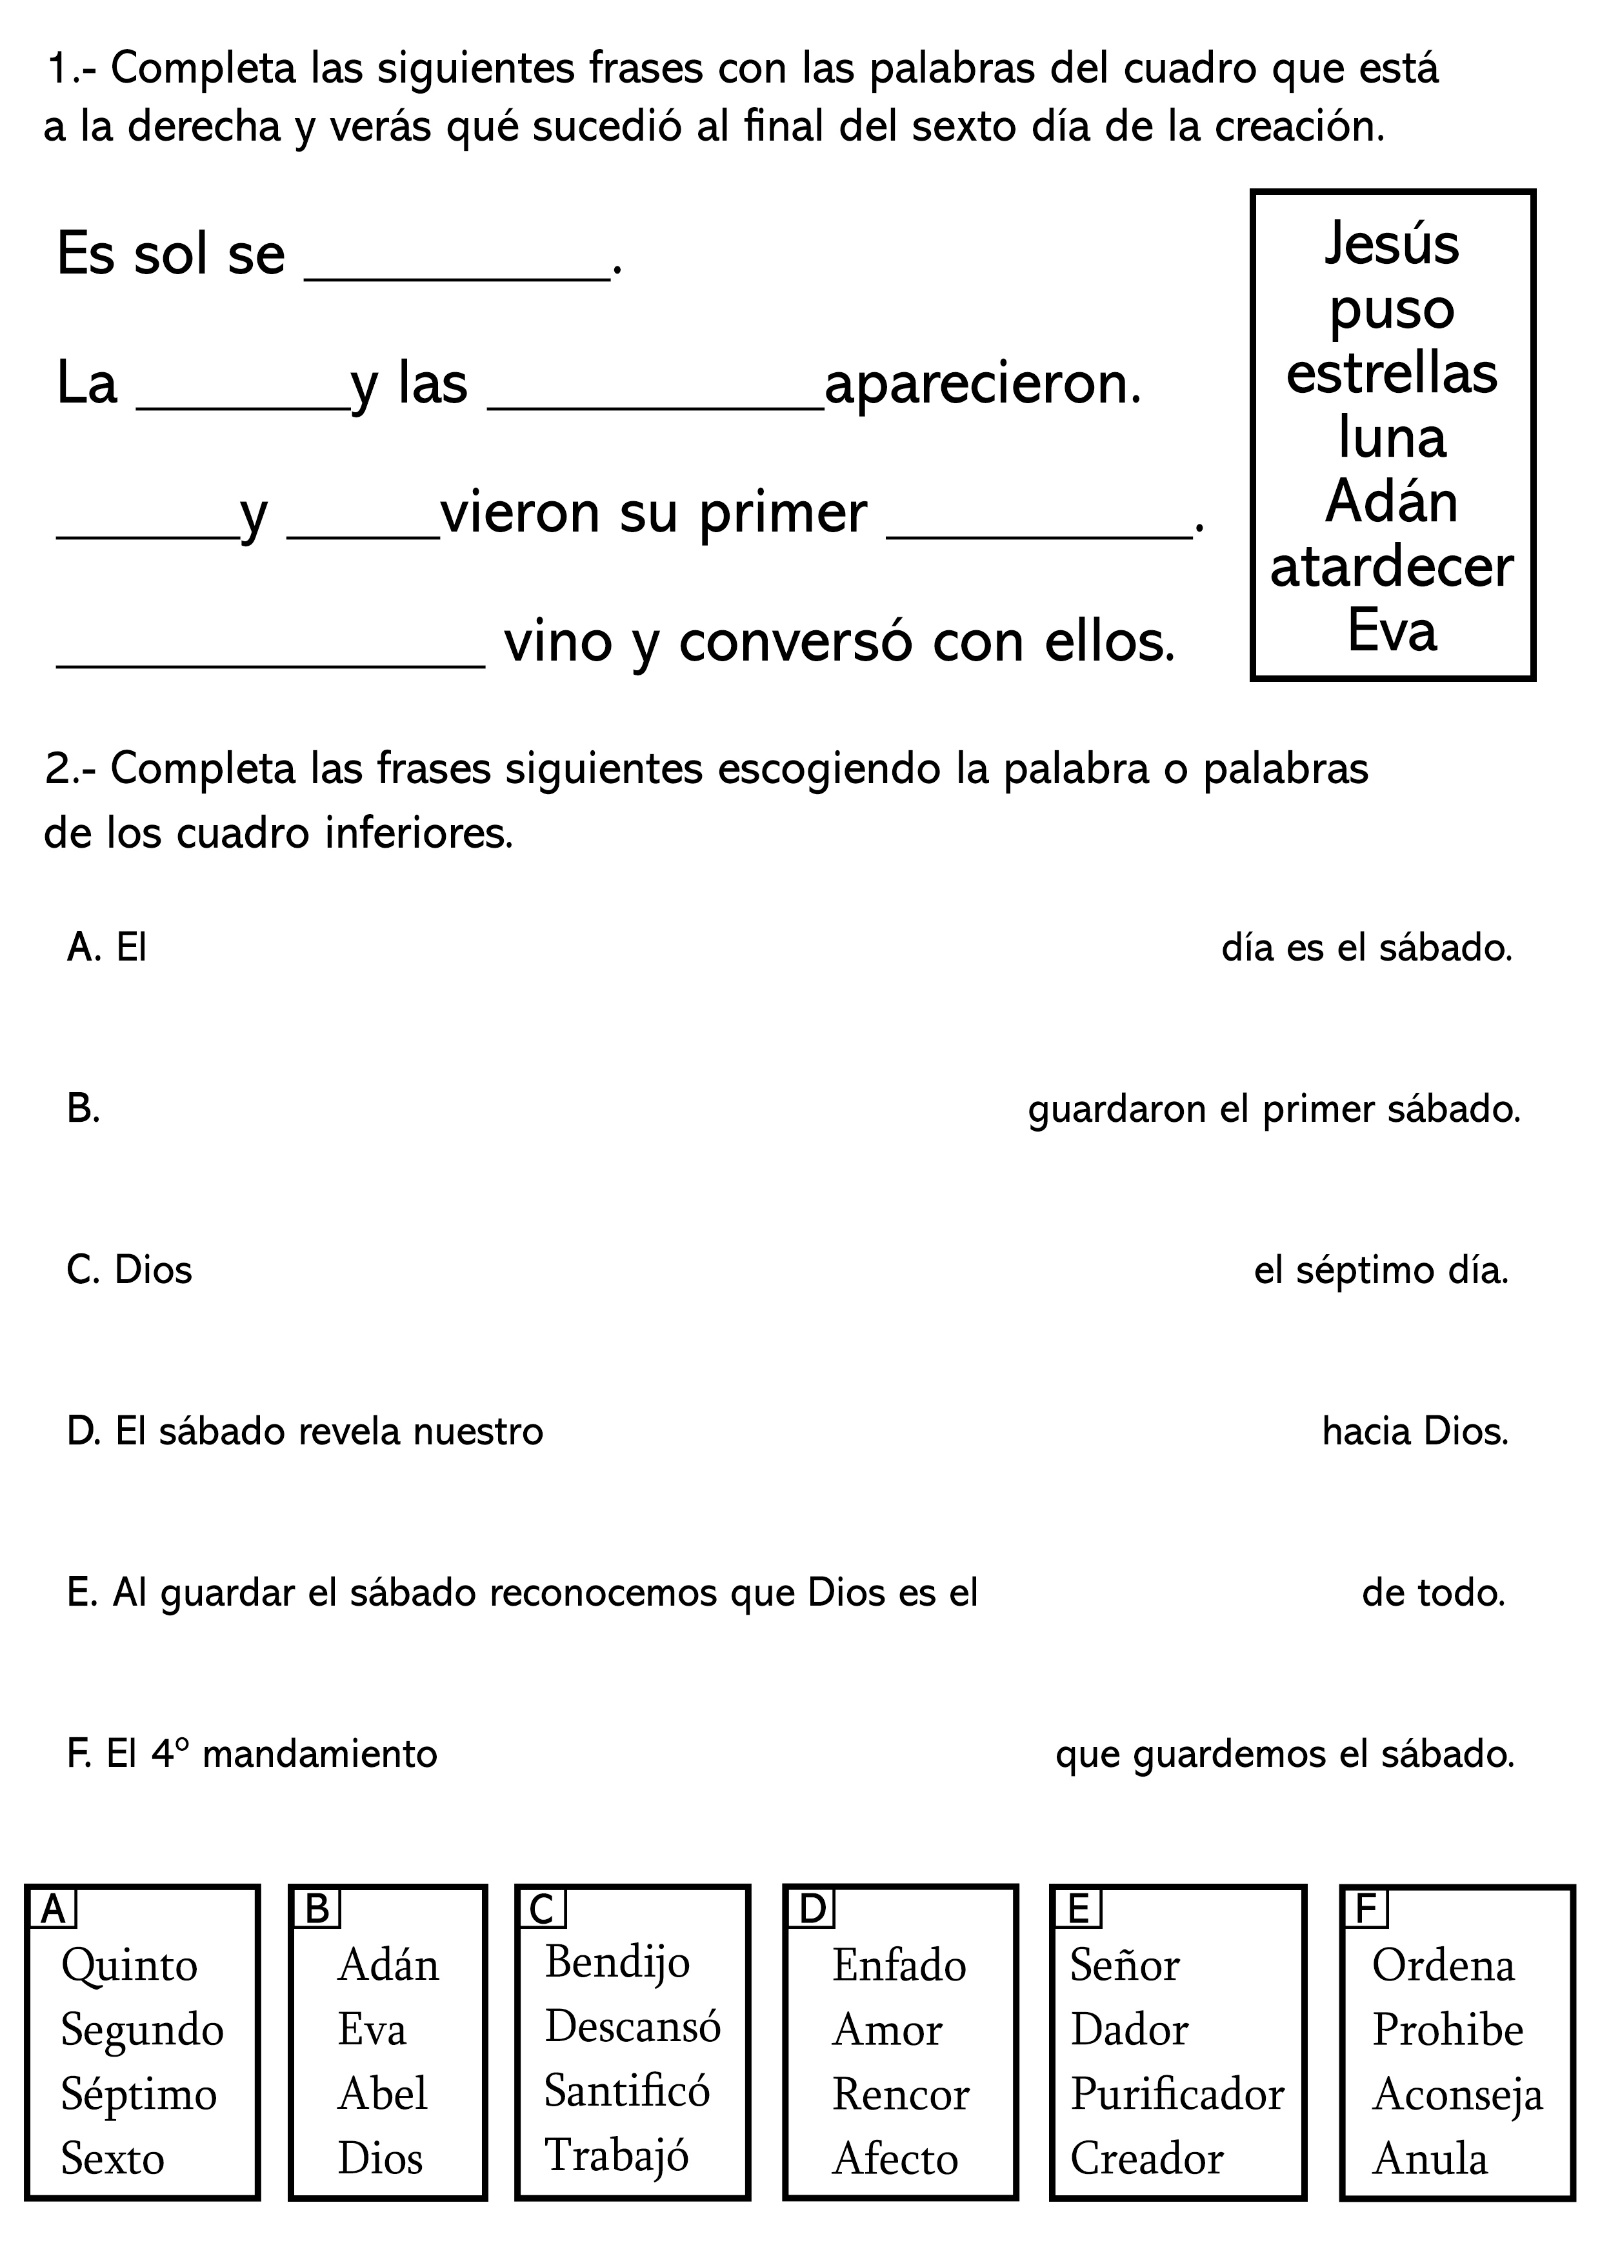 1.- Completa las siguientes frases con las palabras del cuadro que está
a la derecha y verás qué sucedió al final del sexto día de la creación.
Es sol se __________.
La _______y las ___________aparecieron.
______y _____vieron su primer __________.
______________ vino y conversó con ellos.
Jesús
puso
estrellas
luna
Adán
atardecer
Eva
2.- Completa las frases siguientes escogiendo la palabra o palabras
de los cuadro inferiores.
A. El día es el sábado.
B. guardaron el primer sábado.
C. Dios el séptimo día.
D. El sábado revela nuestro hacia Dios.
E. Al guardar el sábado reconocemos que Dios es el de todo.
F. El 4º mandamiento que guardemos el sábado.
A
Quinto
Segundo
Séptimo
Sexto
B
Adán
Eva
Abel
Dios
C
Bendijo
Descansó
Santificó
Trabajó
D
Enfado
Amor
Rencor
Afecto
E
Señor
Dador
Purificador
Creador
F
Ordena
Prohibe
Aconseja
Anula